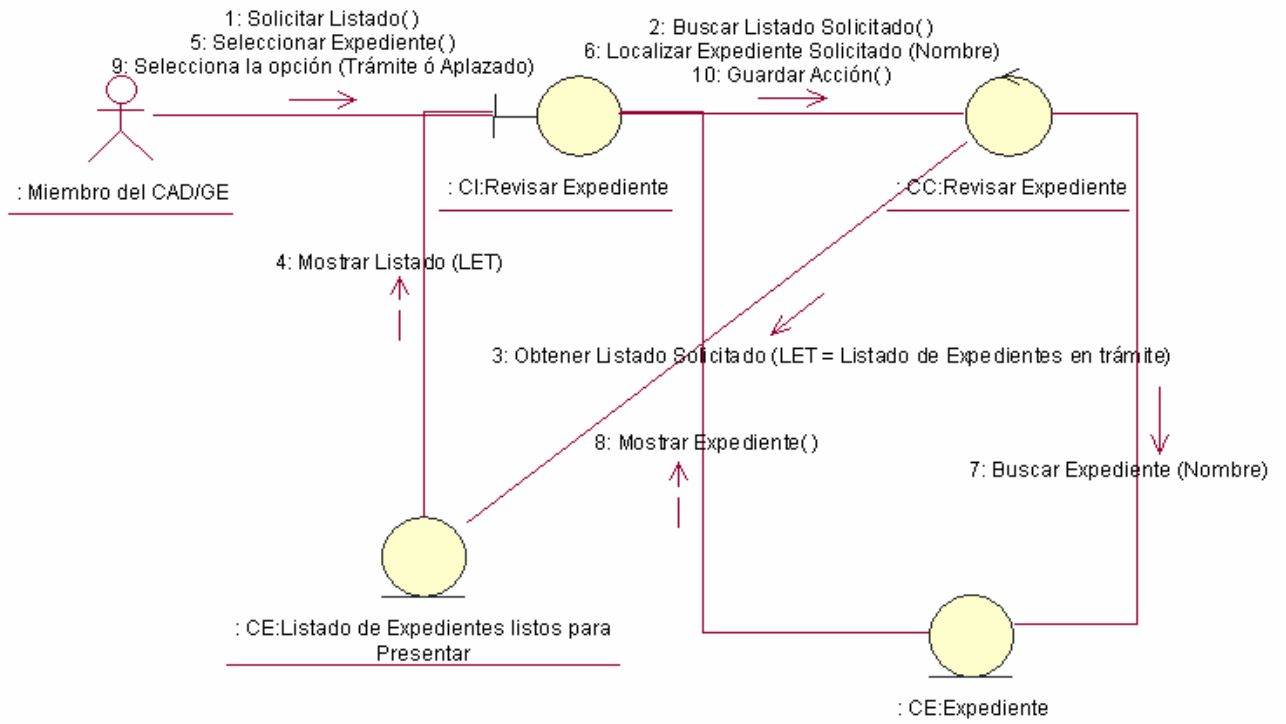 1: Solicitar Listado( )
5: Seleccionar Expediente( )
9: Selecciona la opción (Trámite ó Aplazado)
2: Buscar Listado Solicitado( )
6: Localizar Expediente Solicitado (Nombre)
10: Guardar Acción( )
: Miembro del CAD/GE
: CI:Revisar Expediente
: CC:Revisar Expediente
4: Mostrar Listado (LET)
3: Obtener Listado Solicitado (LET = Listado de Expedientes en trámite)
8: Mostrar Expediente( )
7: Buscar Expediente (Nombre)
: CE:Listado de Expedientes listos para
Presentar
: CE:Expediente